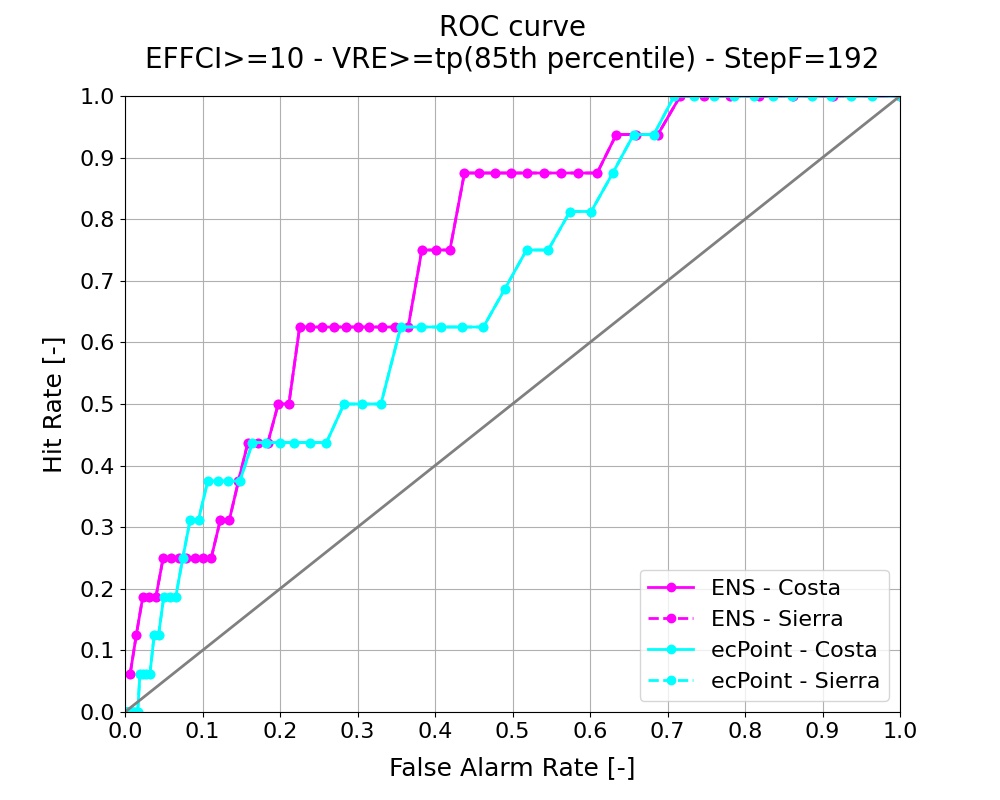 ROC curve
EFFCI>=10 - VRE>=tp(85th percentile) - StepF=192
1.0
0.9
0.8
0.7
0.6
0.5
0.4
0.3
0.2
0.1
0.0
Hit Rate [-]
ENS - Costa
ENS - Sierra
ecPoint - Costa
ecPoint - Sierra
0.0 0.1 0.2 0.3 0.4 0.5 0.6 0.7 0.8 0.9 1.0
False Alarm Rate [-]